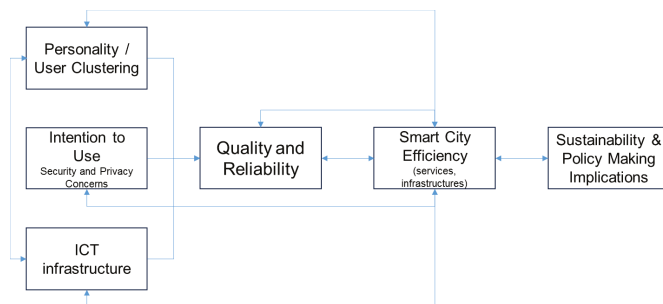 Personality /
User Clustering
Intention to
Use
Security and Privacy
Concerns
ICT
infrastructure
Quality and
Reliability
Smart City
Efficiency
(services,
infrastructures)
Sustainability &
Policy Making
Implications